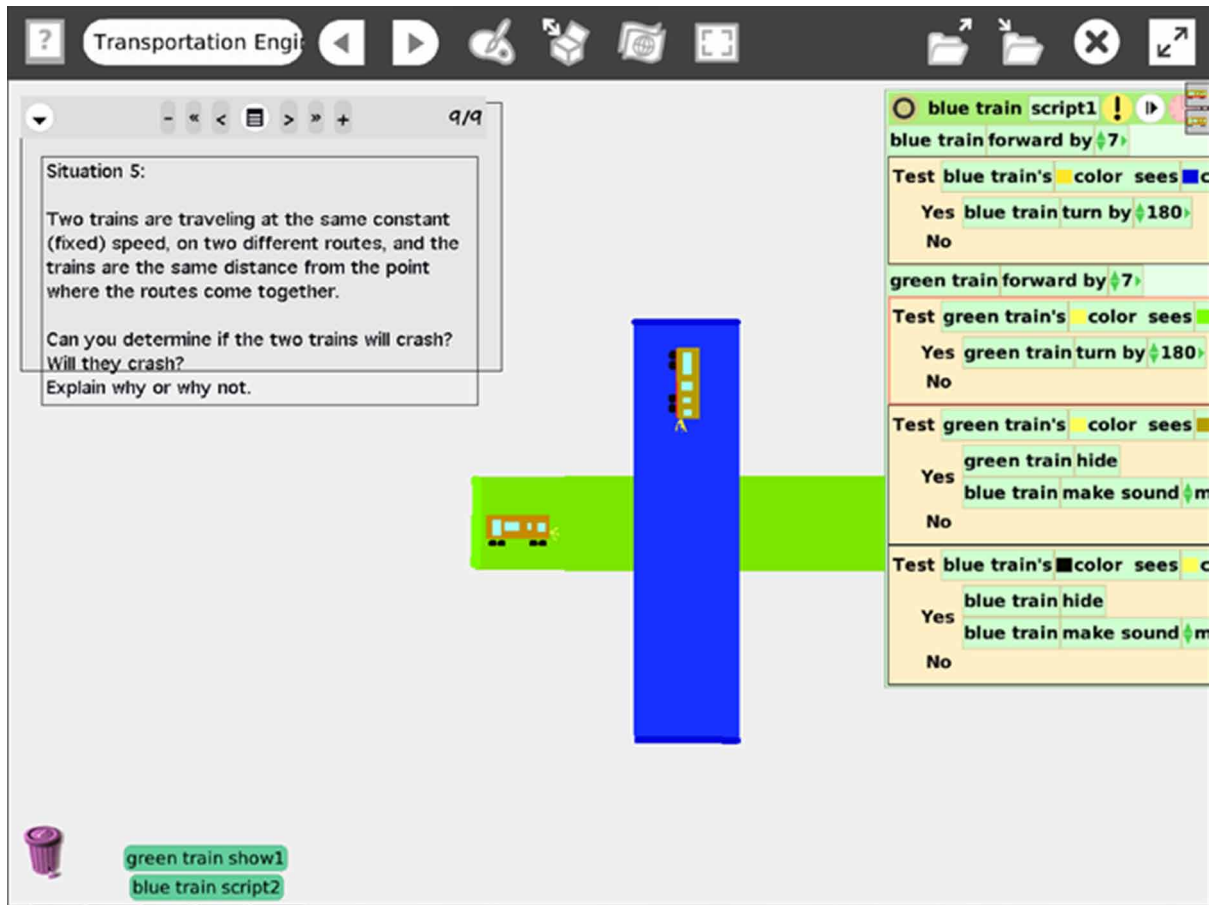 ?
Transportation Engi
- « < > » + 9/9
Situation 5:
Two trains are traveling at the same constant
(fixed) speed, on two different routes, and the
trains are the same distance from the point
where the routes come together.
Can you determine if the two trains will crash?
Will they crash?
Explain why or why not.
blue train script1 !
blue train forward by 7
Test blue train's color sees c
Yes blue train turn by 180
No
green train forward by 7
Test green train's color sees
Yes green train turn by 180
No
Test green train's color sees
Yes
green train hide
blue train make sound m
No
Test blue train's color sees c
Yes
blue train hide
blue train make sound m
No
green train show1
blue train script2